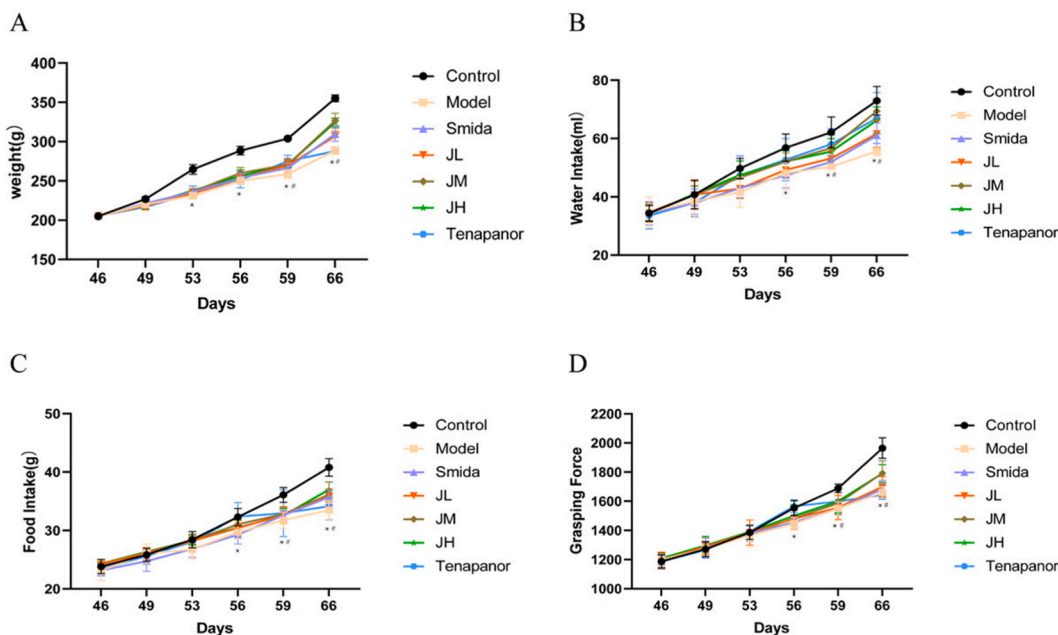 A
weight(g)
400
350
300
250
200
150
46 49 53 56 59 66
Days
* * * # * #
Control
Model
Smida
JL
JM
JH
Tenapanor
B
Water Intake(ml)
80
60
40
20
46 49 53 56 59 66
Days
* * # * #
Control
Model
Smida
JL
JM
JH
Tenapanor
C
Food Intake(g)
50
40
30
20
46 49 53 56 59 66
Days
* * # * #
Control
Model
Smida
JL
JM
JH
Tenapanor
D
Grasping Force
2200
2000
1800
1600
1400
1200
1000
46 49 53 56 59 66
Days
* * # * #
Control
Model
Smida
JL
JM
JH
Tenapanor